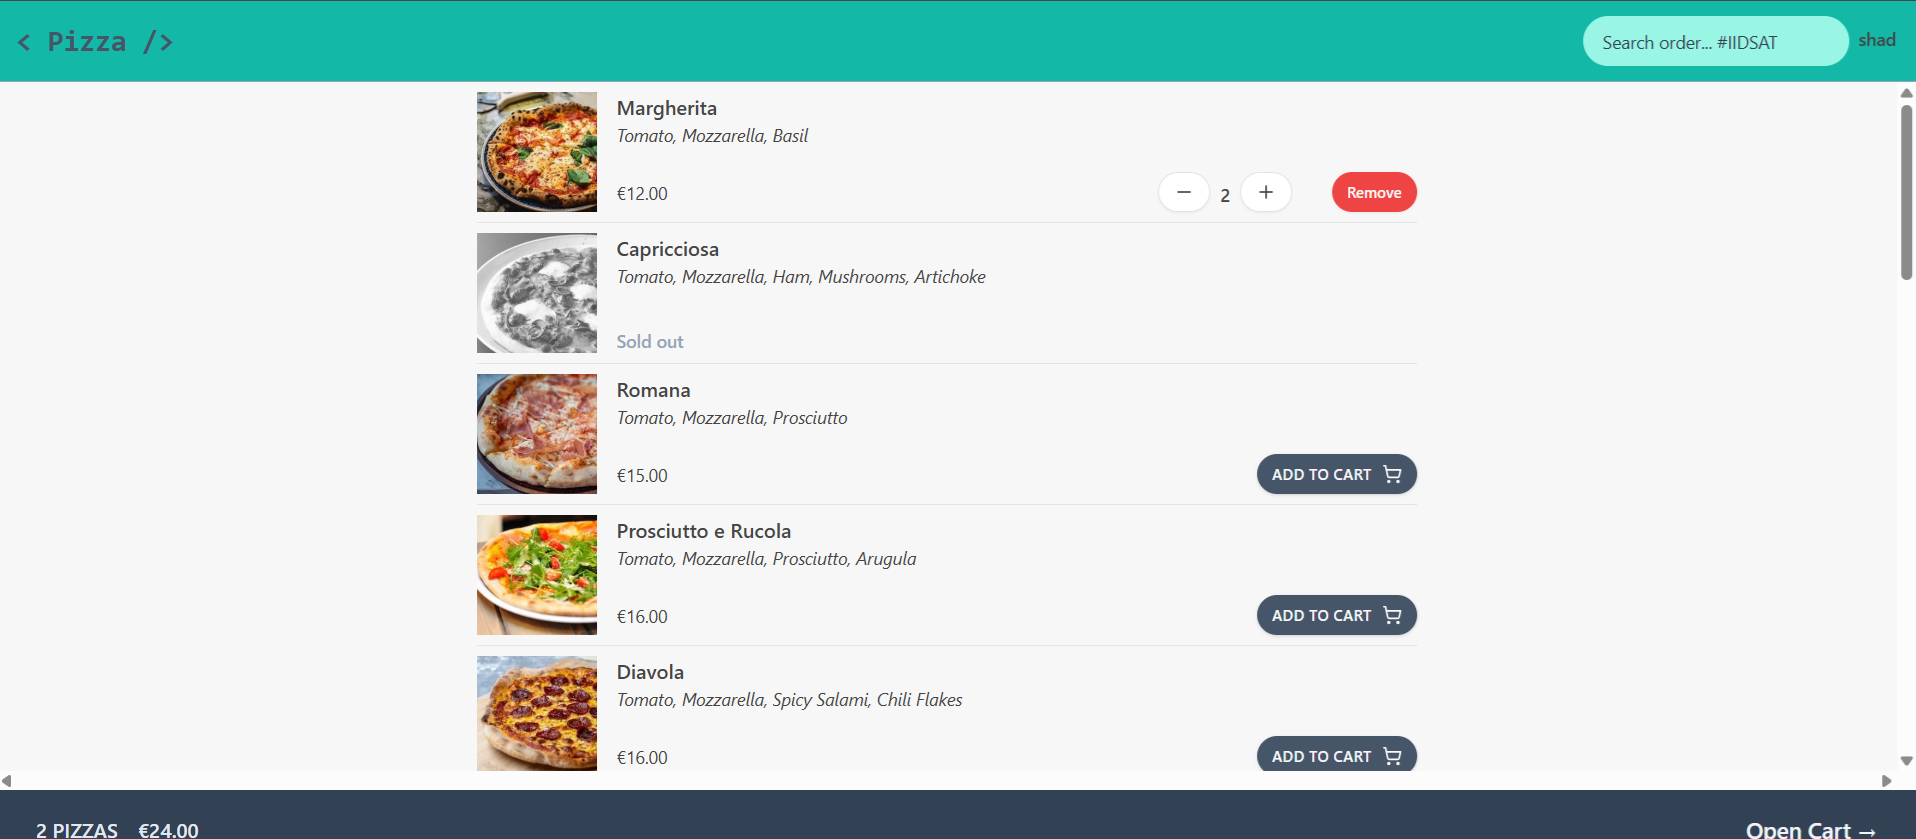 < Pizza />
Search order... #IIDSAT
shad
Margherita
Tomato, Mozzarella, Basil
€12.00
2
Remove
Capricciosa
Tomato, Mozzarella, Ham, Mushrooms, Artichoke
Sold out
Romana
Tomato, Mozzarella, Prosciutto
€15.00
ADD TO CART
Prosciutto e Rucola
Tomato, Mozzarella, Prosciutto, Arugula
€16.00
ADD TO CART
Diavola
Tomato, Mozzarella, Spicy Salami, Chili Flakes
€16.00
ADD TO CART
2 PIZZAS €24.00
Open Cart →